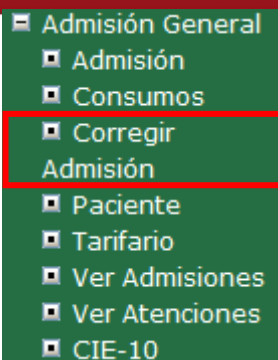 Admisión General
Admisión
Consumos
Corregir
Admisión
Paciente
Tarifario
Ver Admisiones
Ver Atenciones
CIE-10